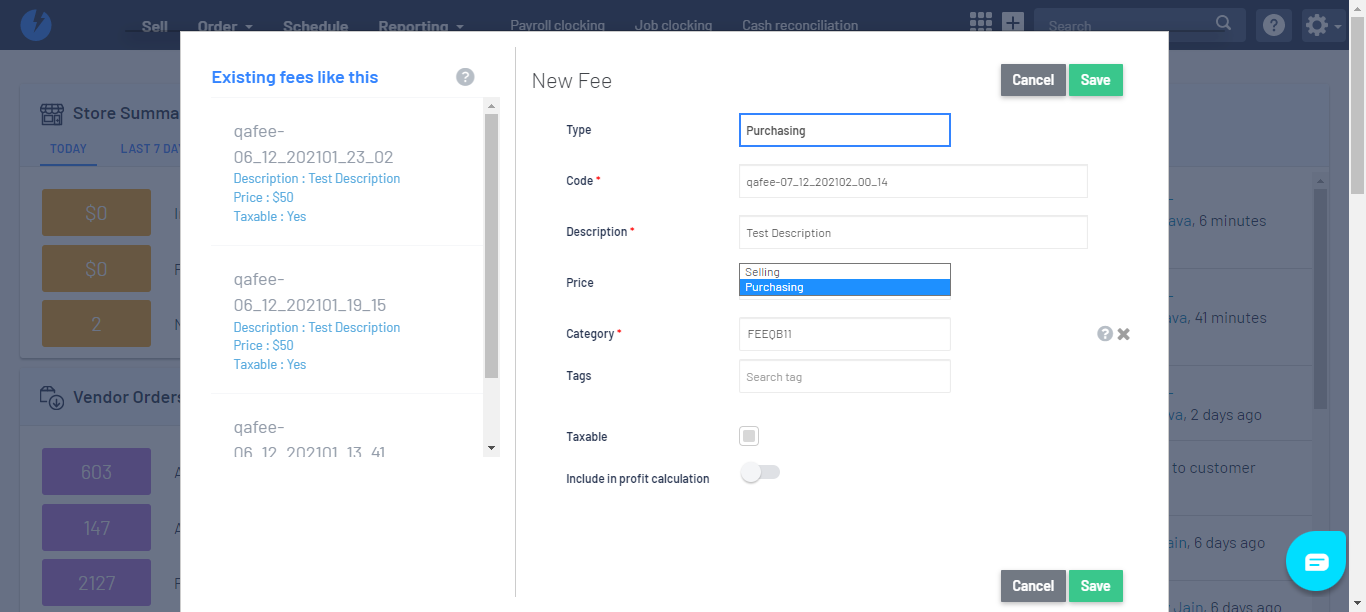 Sell
Order
Schedule
Reporting
Payroll clocking
Job clocking
Cash reconciliation
Search
Store Summa
TODAY
LAST 7 DA
$0
$0
2
Vendor Orders
603
147
2127
Existing fees like this
qafee-
06_12_202101_23_02
Description : Test Description
Price : $50
Taxable : Yes
qafee-
06_12_202101_19_15
Description : Test Description
Price : $50
Taxable : Yes
qafee-
06_12_202101_13_41
New Fee
Cancel
Save
Type
Purchasing
Code *
qafee-07_12_202102_00_14
Description *
Test Description
Price
Selling
Purchasing
Category *
FEEQB11
Tags
Search tag
Taxable
Include in profit calculation
Cancel
Save
ava, 6 minutes
va, 41 minutes
va, 2 days ago
to customer
ain, 6 days ago
Jain, 6 days ago